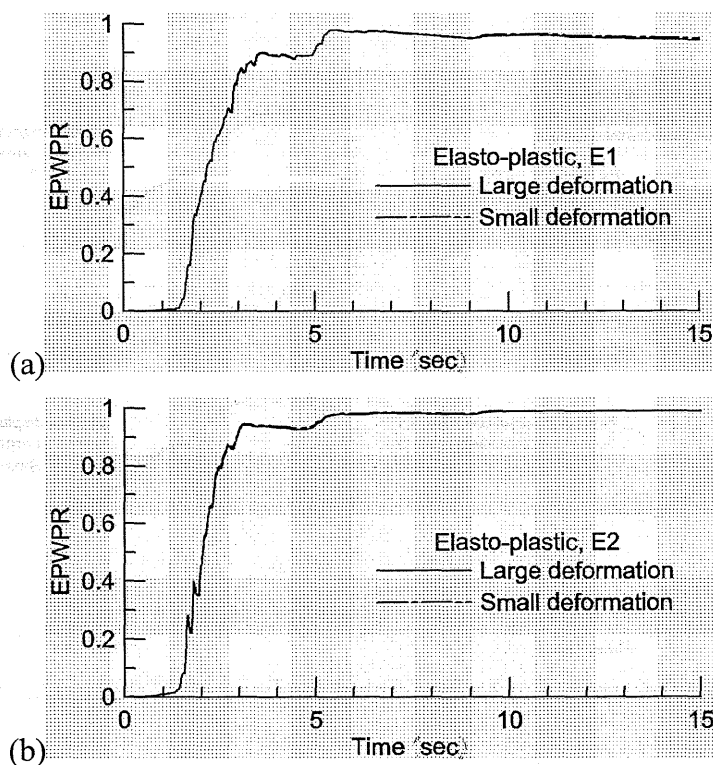 1
0.8
0.6
0.4
0.2
0
EPWPR
Elasto-plastic, E1
Large deformation
Small deformation
0 5 10 15
Time (sec)
(a)
1
0.8
0.6
0.4
0.2
0
EPWPR
Elasto-plastic, E2
Large deformation
Small deformation
0 5 10 15
Time (sec)
(b)